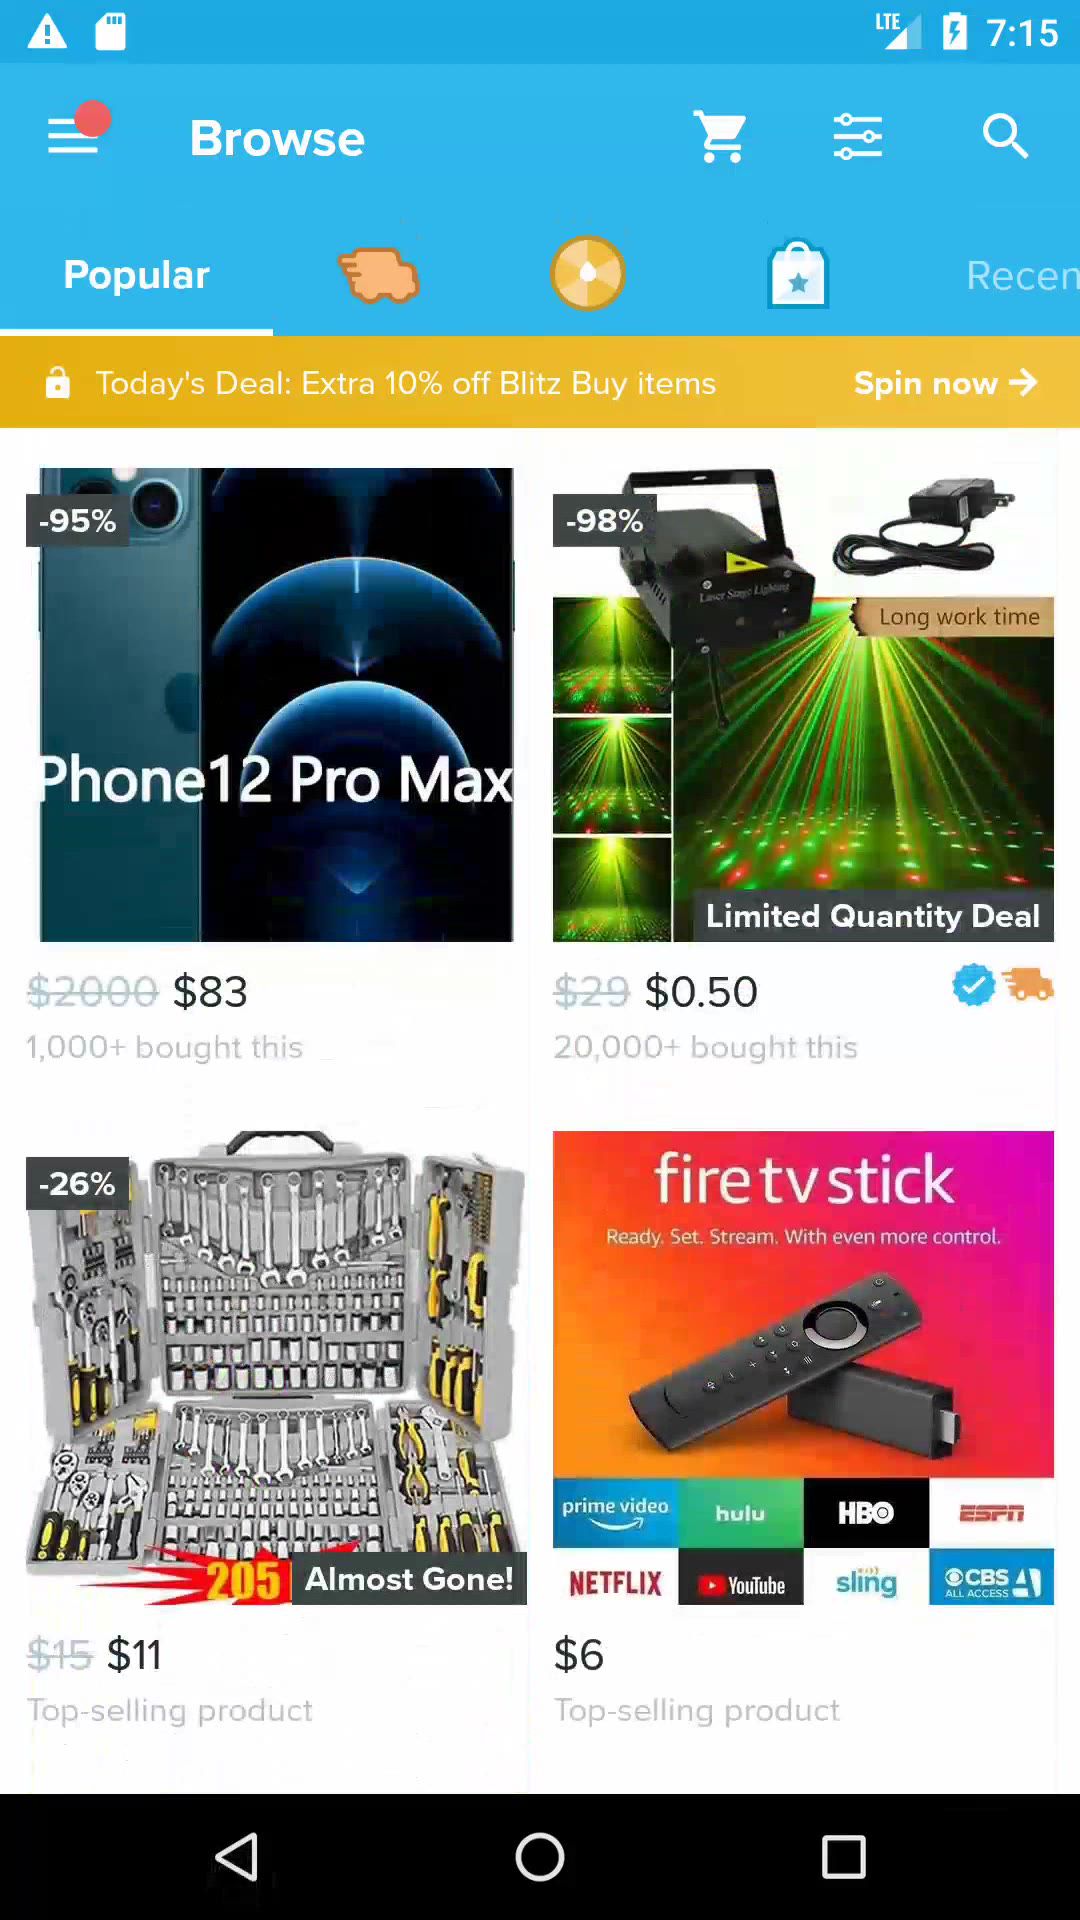 LTE 7:15
Browse
Popular Recen
Today's Deal: Extra 10% off Blitz Buy items Spin now
-95%
Phone12 Pro Max
$2000 $83
1,000+ bought this
-98%
Laser Stage Lighting
Long work time
Limited Quantity Deal
$29 $0.50
20,000+ bought this
-26%
205
Almost Gone!
$15 $11
Top-selling product
fire tv stick
Ready. Set. Stream. With even more control.
prime video hulu HBO ESPN
NETFLIX YouTube sling CBS ALL ACCESS
$6
Top-selling product